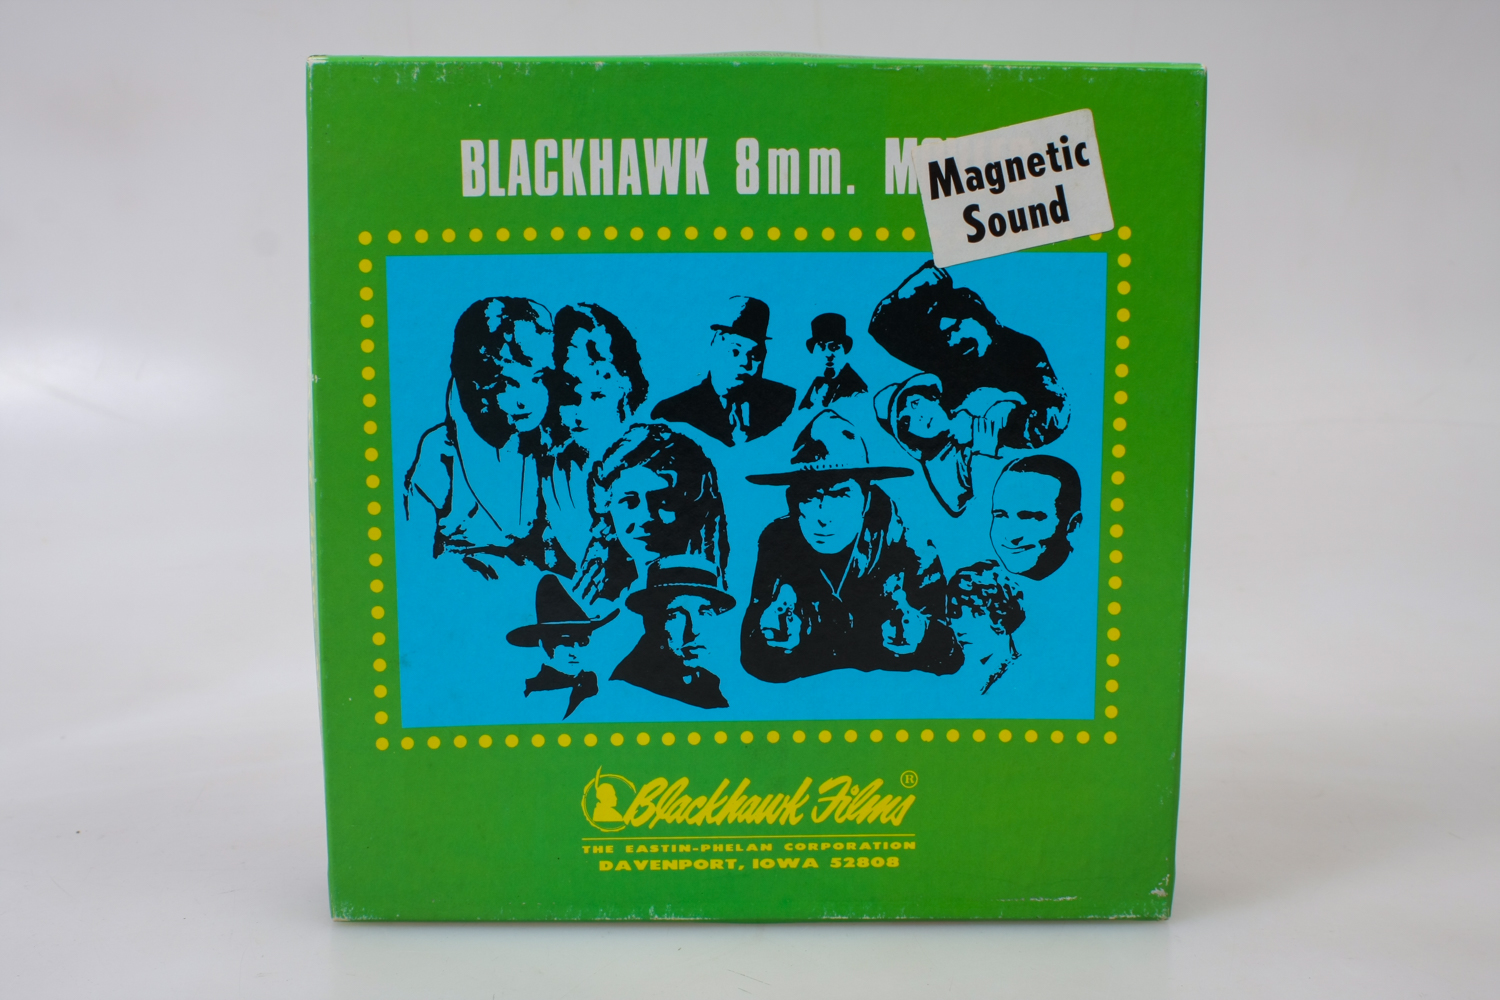 BLACKHAWK 8mm.
Magnetic
Sound
Blackhawk Films ®
THE EASTIN-PHELAN CORPORATION
DAVENPORT, IOWA 52808